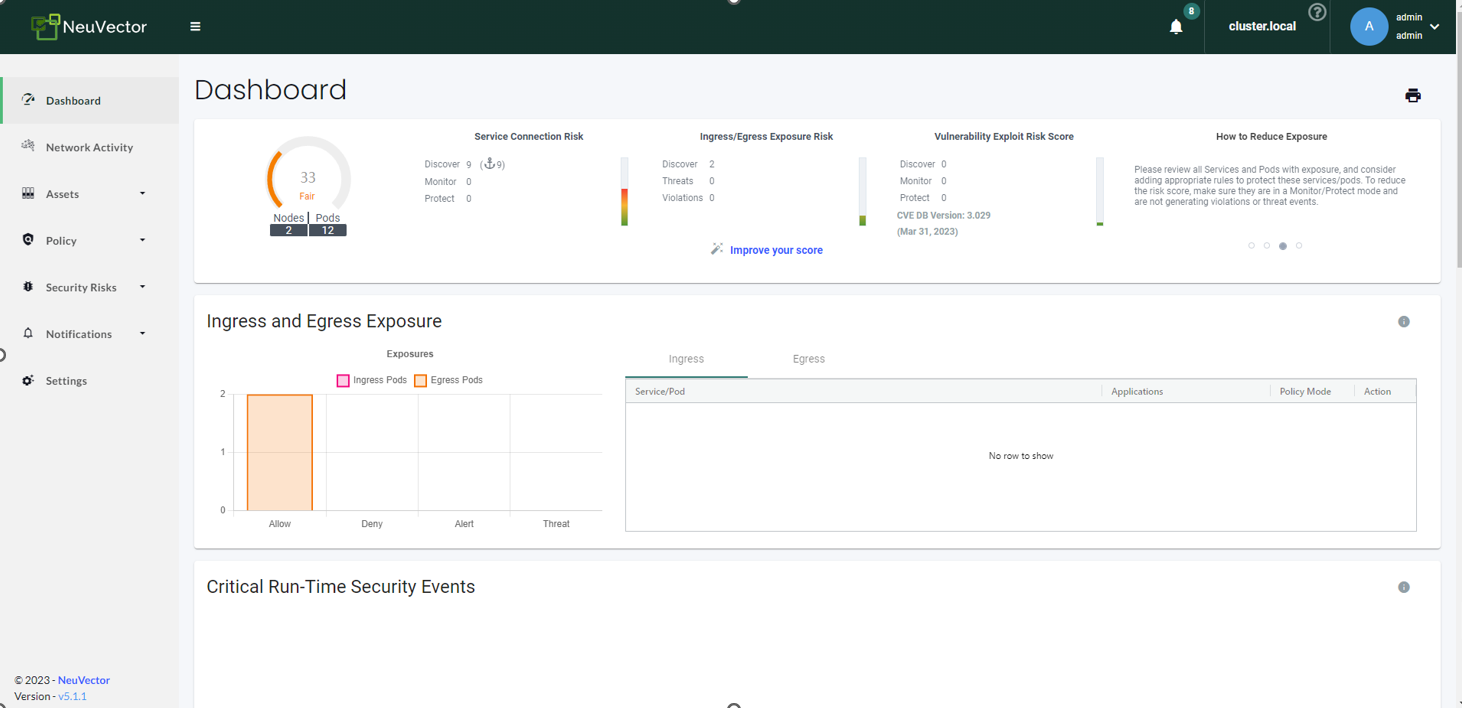 NeuVector
8
cluster.local
?
A
admin
admin
Dashboard
Network Activity
Assets
Policy
Security Risks
Notifications
Settings
© 2023 - NeuVector
Version - v5.1.1
Dashboard
33
Fair
Nodes Pods
2 12
Service Connection Risk
Discover 9 (9)
Monitor 0
Protect 0
Ingress/Egress Exposure Risk
Discover 2
Threats 0
Violations 0
Improve your score
Vulnerability Exploit Risk Score
Discover 0
Monitor 0
Protect 0
CVE DB Version: 3.029
(Mar 31, 2023)
How to Reduce Exposure
Please review all Services and Pods with exposure, and consider
adding appropriate rules to protect these services/pods. To reduce
the risk score, make sure they are in a Monitor/Protect mode and
are not generating violations or threat events.
Ingress and Egress Exposure
Exposures
Ingress Pods Egress Pods
2
1
0
Allow Deny Alert Threat
Ingress Egress
Service/Pod Applications Policy Mode Action
No row to show
Critical Run-Time Security Events